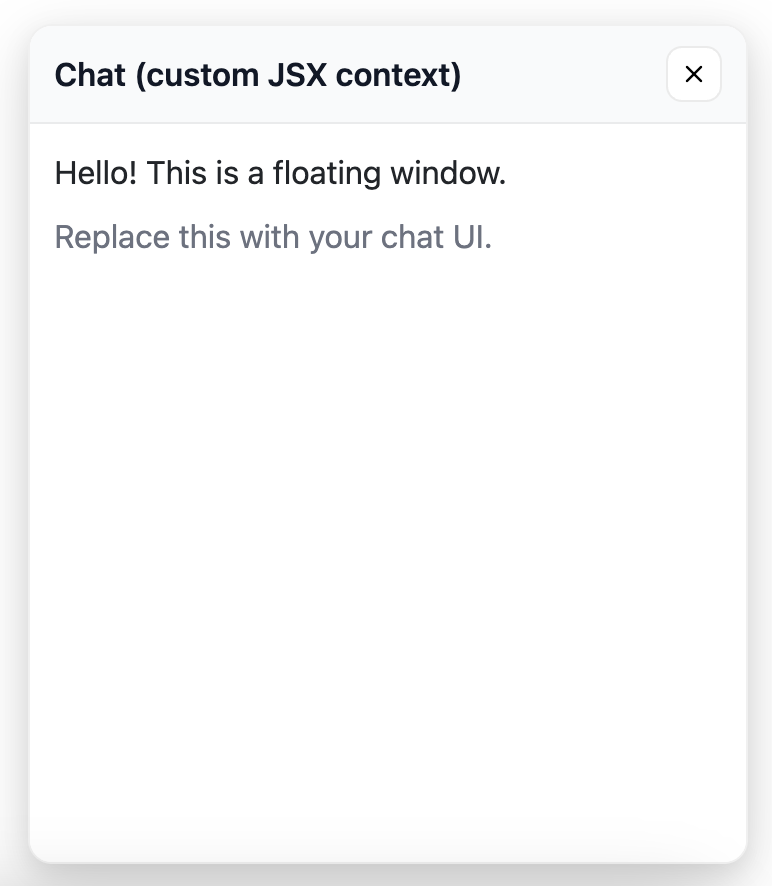 Chat (custom JSX context)
Hello! This is a floating window.
Replace this with your chat UI.